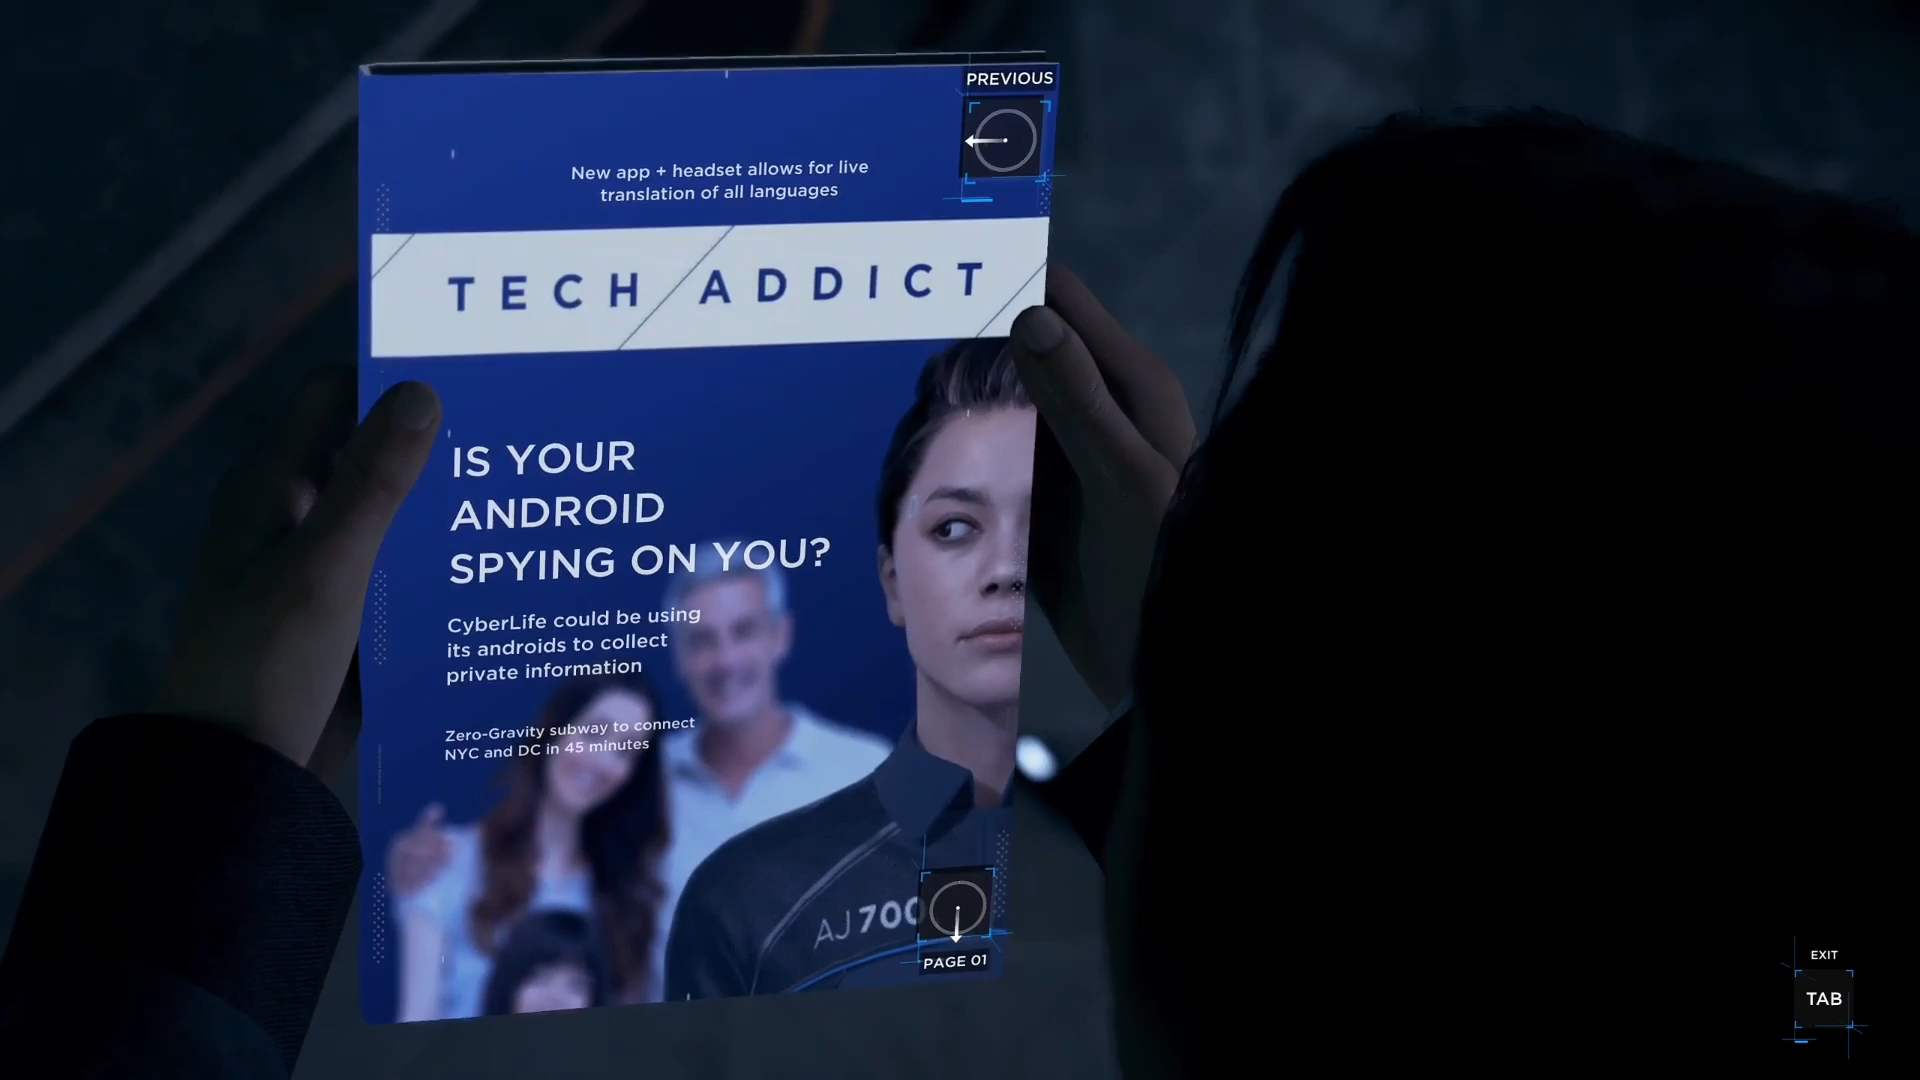 PREVIOUS
New app + headset allows for live
translation of all languages
TECH ADDICT
IS YOUR
ANDROID
SPYING ON YOU?
CyberLife could be using
its androids to collect
private information
Zero-Gravity subway to connect
NYC and DC in 45 minutes
AJ700
PAGE 01
EXIT
TAB